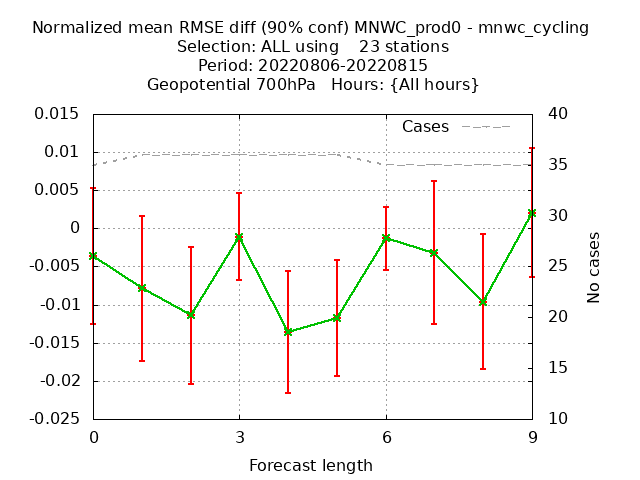 Normalized mean RMSE diff (90% conf) MNWC_prod0 - mnwc_cycling
Selection: ALL using    23 stations
Period: 20220806-20220815
Geopotential 700hPa   Hours: {All hours}
0.015
0.01
0.005
0
-0.005
-0.01
-0.015
-0.02
-0.025
Cases
40
35
30
25
20
15
10
No cases
0 3 6 9
Forecast length